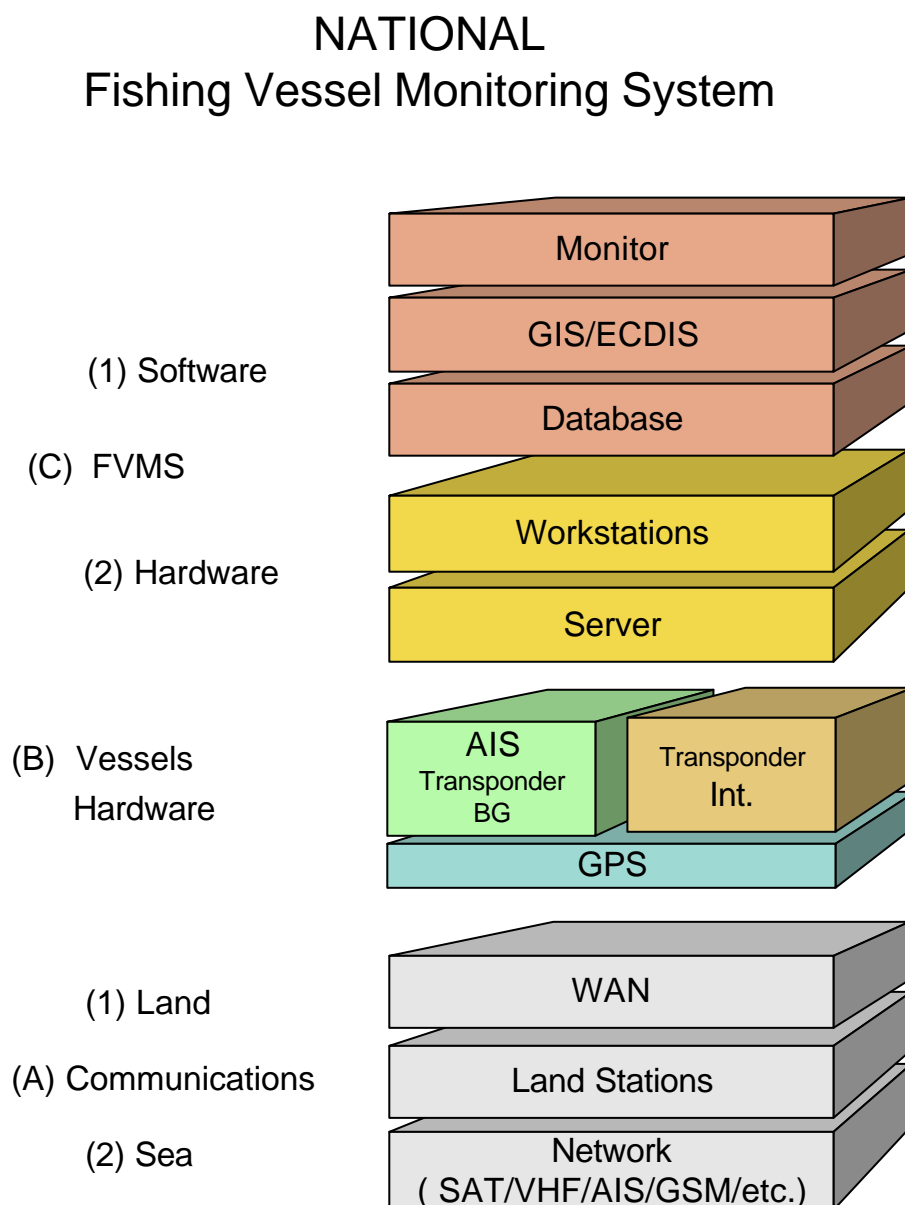 NATIONAL
Fishing Vessel Monitoring System
Monitor
GIS/ECDIS
(1) Software
Database
(C) FVMS
Workstations
(2) Hardware
Server
(B) Vessels
Hardware
AIS
Transponder
BG
Transponder
Int.
GPS
WAN
(1) Land
(A) Communications
Land Stations
(2) Sea
Network
( SAT/VHF/AIS/GSM/etc.)